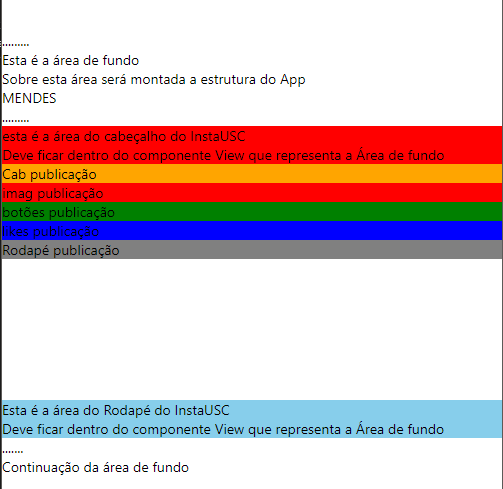 .........
Esta é a área de fundo
Sobre esta área será montada a estrutura do App
MENDES
.........
esta é a área do cabeçalho do InstaUSC
Deve ficar dentro do componente View que representa a Área de fundo
Cab publicação
imag publicação
botões publicação
likes publicação
Rodapé publicação
Esta é a área do Rodapé do InstaUSC
Deve ficar dentro do componente View que representa a Área de fundo
.......
Continuação da área de fundo